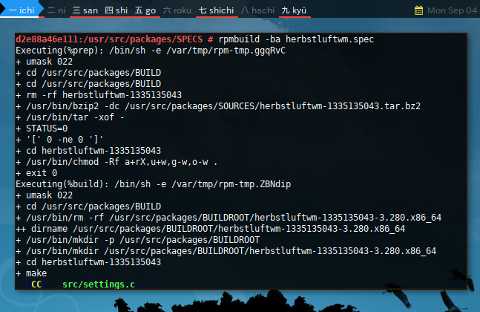 一 ichi 二 ni 三 san 四 shi 五 go 六 roku 七 shichi 八 hachi 九 kyū Mon Sep 04
d2e88a46e111:/usr/src/packages/SPECS # rpmbuild -ba herbstluftwm.spec
Executing(%prep): /bin/sh -e /var/tmp/rpm-tmp.ggqRvC
+ umask 022
+ cd /usr/src/packages/BUILD
+ cd /usr/src/packages/BUILD
+ rm -rf herbstluftwm-1335135043
+ /usr/bin/bzip2 -dc /usr/src/packages/SOURCES/herbstluftwm-1335135043.tar.bz2
+ /usr/bin/tar -xof -
+ STATUS=0
+ '[' 0 -ne 0 ']'
+ cd herbstluftwm-1335135043
+ /usr/bin/chmod -Rf a+rX,u+w,g-w,o-w .
+ exit 0
Executing(%build): /bin/sh -e /var/tmp/rpm-tmp.ZBNdip
+ umask 022
+ cd /usr/src/packages/BUILD
+ /usr/bin/rm -rf /usr/src/packages/BUILDROOT/herbstluftwm-1335135043-3.280.x86_64
++ dirname /usr/src/packages/BUILDROOT/herbstluftwm-1335135043-3.280.x86_64
+ /usr/bin/mkdir -p /usr/src/packages/BUILDROOT
+ /usr/bin/mkdir /usr/src/packages/BUILDROOT/herbstluftwm-1335135043-3.280.x86_64
+ cd herbstluftwm-1335135043
+ make
CC src/settings.c